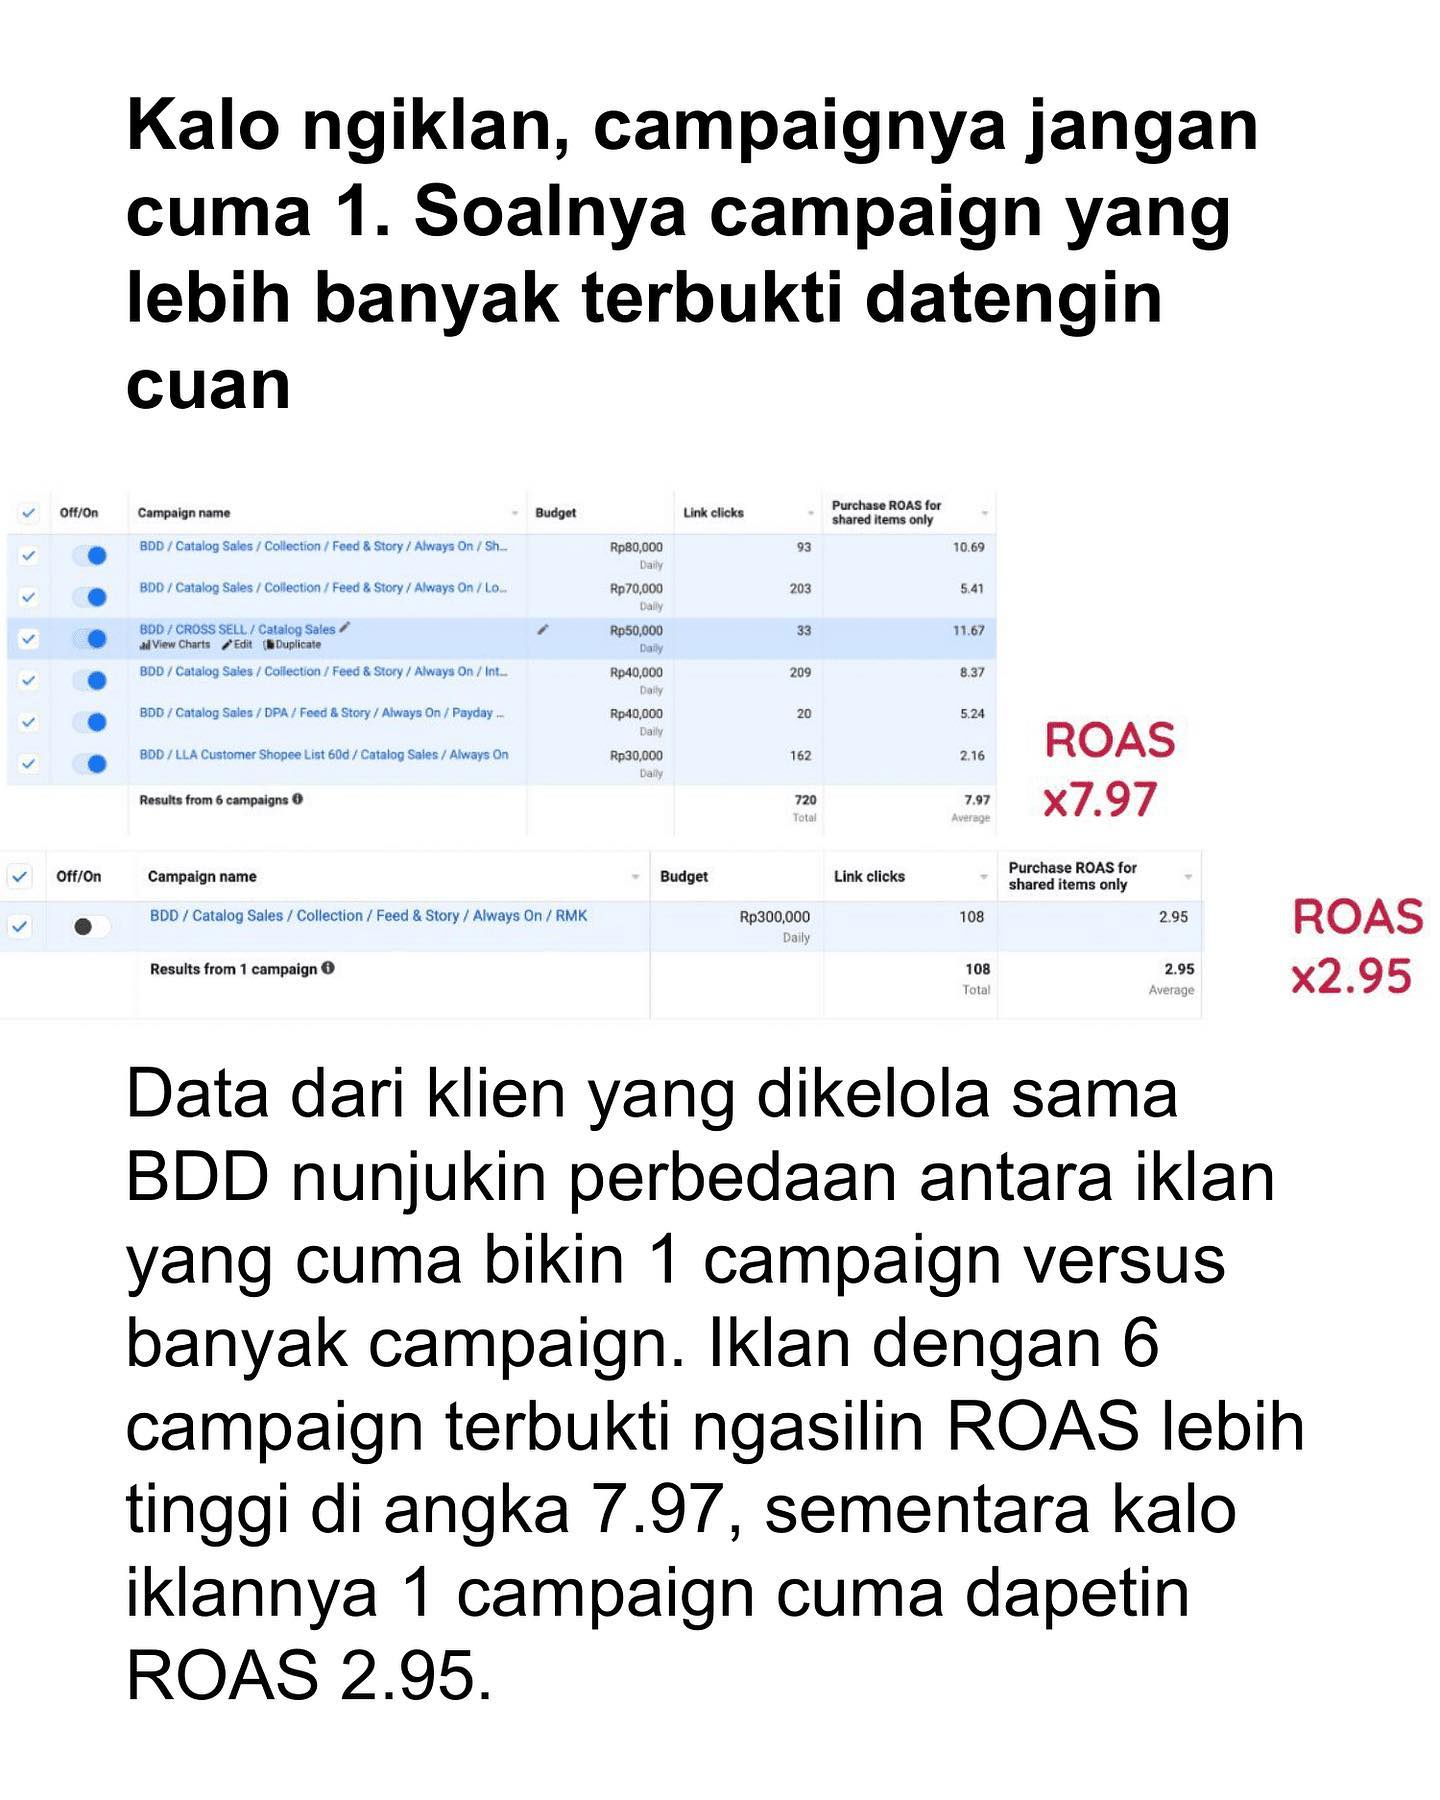 Kalo ngiklan, campaignya jangan
cuma 1. Soalnya campaign yang
lebih banyak terbukti datengin
cuan
Off/On Campaign name Budget Link clicks Purchase ROAS for
shared items only
BDD / Catalog Sales / Collection / Feed & Story / Always On / Sh... Rp80,000 93 10.69
Daily
BDD / Catalog Sales / Collection / Feed & Story / Always On / Lo... Rp70,000 203 5.41
Daily
BDD / CROSS SELL / Catalog Sales Rp50,000 33 11.67
View Charts Edit Duplicate Daily
BDD / Catalog Sales / Collection / Feed & Story / Always On / Int... Rp40,000 209 8.37
Daily
BDD / Catalog Sales / DPA / Feed & Story / Always On / Payday ... Rp40,000 20 5.24
Daily
BDD / LLA Customer Shopee List 60d / Catalog Sales / Always On Rp30,000 162 2.16
Daily
Results from 6 campaigns 720 7.97
Total Average
ROAS
x7.97
Off/On Campaign name Budget Link clicks Purchase ROAS for
shared items only
BDD / Catalog Sales / Collection / Feed & Story / Always On / RMK Rp300,000 108 2.95
Daily
Results from 1 campaign 108 2.95
Total Average
ROAS
x2.95
Data dari klien yang dikelola sama
BDD nunjukin perbedaan antara iklan
yang cuma bikin 1 campaign versus
banyak campaign. Iklan dengan 6
campaign terbukti ngasilin ROAS lebih
tinggi di angka 7.97, sementara kalo
iklannya 1 campaign cuma dapetin
ROAS 2.95.